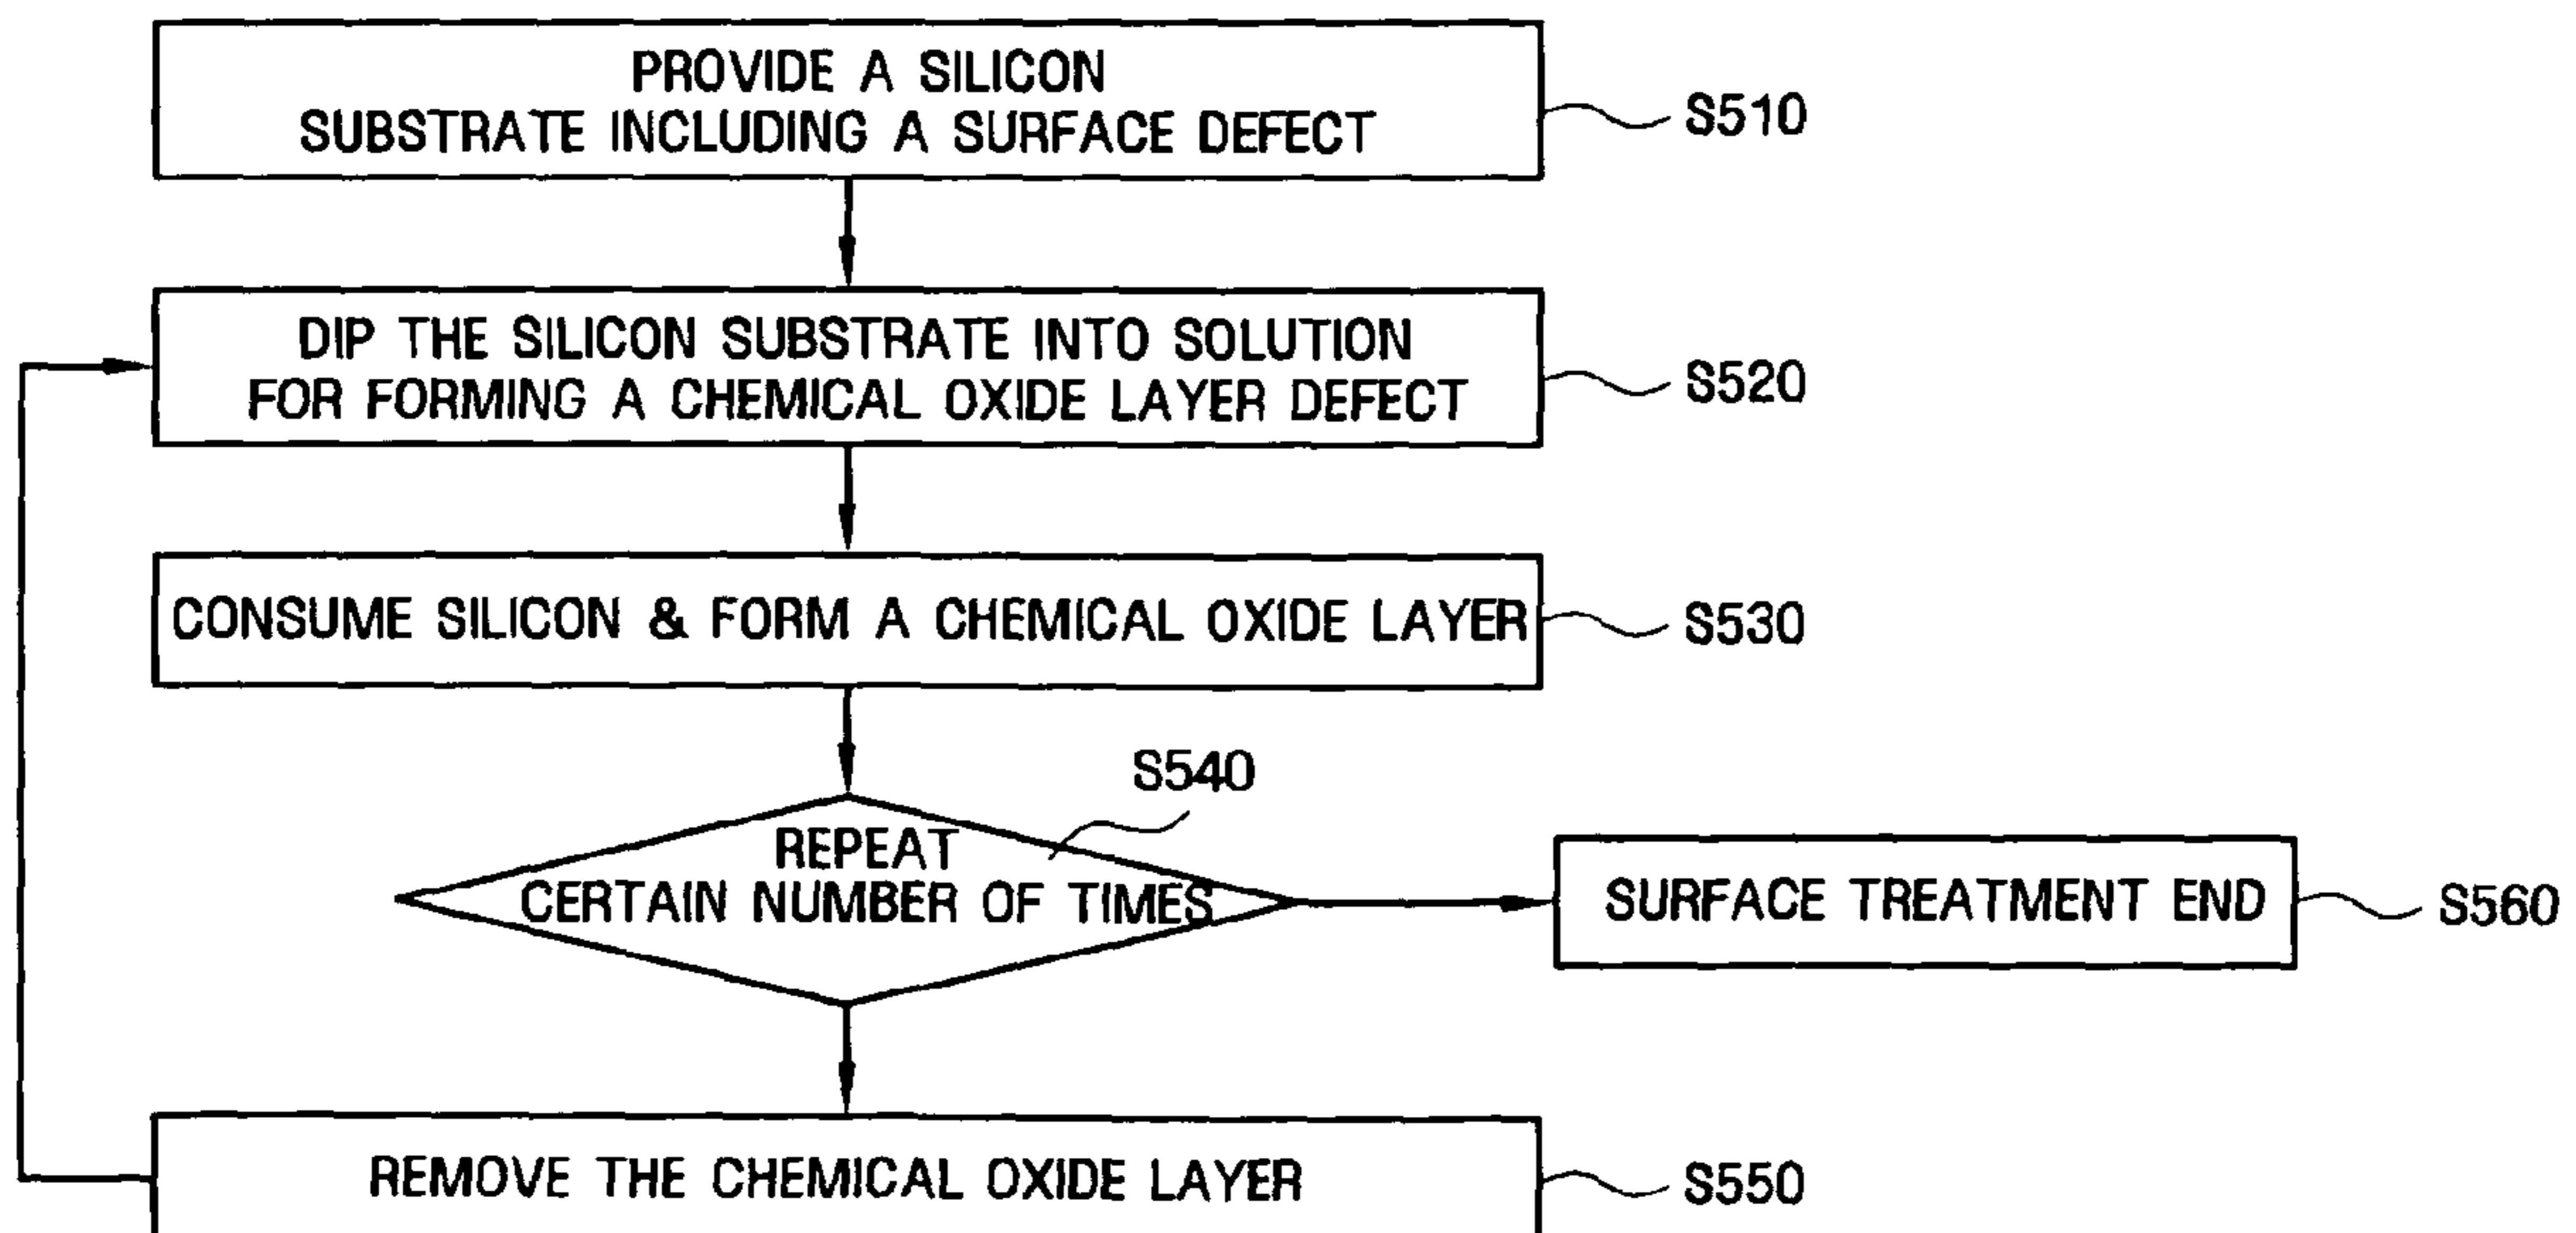 PROVIDE A SILICON
SUBSTRATE INCLUDING A SURFACE DEFECT
S510
DIP THE SILICON SUBSTRATE INTO SOLUTION
FOR FORMING A CHEMICAL OXIDE LAYER DEFECT
S520
CONSUME SILICON & FORM A CHEMICAL OXIDE LAYER
S530
S540
REPEAT
CERTAIN NUMBER OF TIMES
SURFACE TREATMENT END
S560
REMOVE THE CHEMICAL OXIDE LAYER
S550